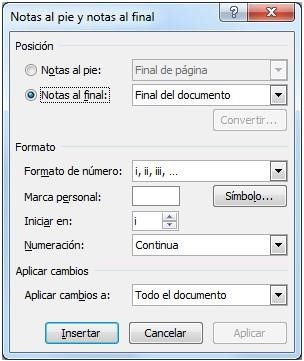 Notas al pie y notas al final
Posición
Notas al pie: Final de página
Notas al final: Final del documento
Convertir...
Formato
Formato de número: i, ii, iii, ...
Marca personal: Símbolo...
Iniciar en: i
Numeración: Continua
Aplicar cambios
Aplicar cambios a: Todo el documento
Insertar Cancelar Aplicar